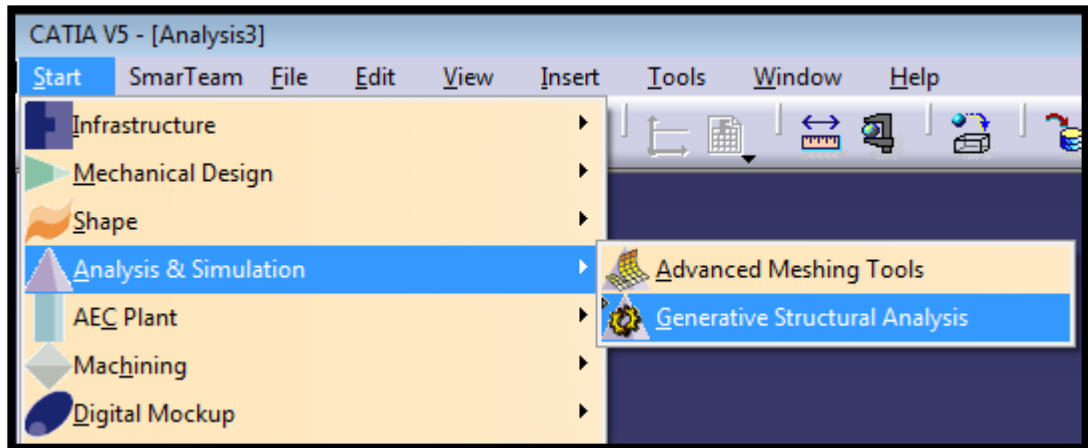 CATIA V5 - [Analysis3]
Start SmarTeam File Edit View Insert Tools Window Help
Infrastructure
Mechanical Design
Shape
Analysis & Simulation
Advanced Meshing Tools
Generative Structural Analysis
AEC Plant
Machining
Digital Mockup